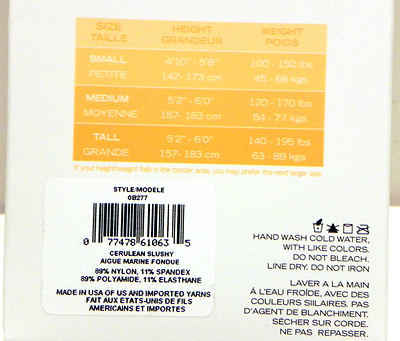 SIZE HEIGHT WEIGHT
TAILLE GRANDEUR POIDS
SMALL 4'10" - 5'8" 100 - 150 lbs
PETITE 147- 173 cm 45 - 68 kgs
MEDIUM 5'2" - 6'0" 120 - 170 lbs
MOYENNE 157- 183 cm 54 - 77 kgs
TALL 5'2" - 6'0" 140 - 195 lbs
GRANDE 157- 183 cm 63 - 88 kgs
If your height/weight falls in the border area, you may predict the next larger size
STYLE/MODELE
0B277
0 77478 61063 5
CERULEAN SLUSHY
AIGUE MARINE FONDUE
89% NYLON, 11% SPANDEX
89% POLYAMIDE, 11% ELASTHANE
MADE IN US OF US AND IMPORTED YARNS
FAIT AUX ETATS-UNIS DE FILS
AMERICAINS ET IMPORTES
HAND WASH COLD WATER,
WITH LIKE COLORS.
DO NOT BLEACH.
LINE DRY. DO NOT IRON
LAVER A LA MAIN
À L'EAU FROÎDE, AVEC DES
COULEURS SIILAIRES. PAS
D'AGENT DE BLANCHIMENT.
SÉCHER SUR CORDE.
NE PAS REPASSER.